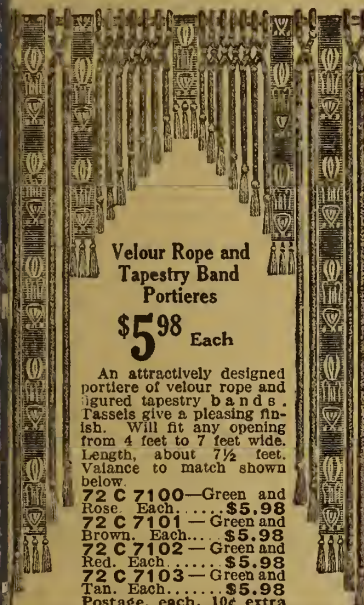 Velour Rope and
Tapestry Band
Portieres
$5.98 Each
An attractively designed
portiere of velour rope and
figured tapestry bands.
Tassels give a pleasing fin-
ish. Will fit any opening
from 4 feet to 7 feet wide.
Length, about 7½ feet.
Valance to match shown
below.
72 C 7100—Green and
Rose. Each......$5.98
72 C 7101—Green and
Brown. Each....$5.98
72 C 7102—Green and
Red. Each.......$5.98
72 C 7103—Green and
Tan. Each.......$5.98
Postage, each, 10¢ extra